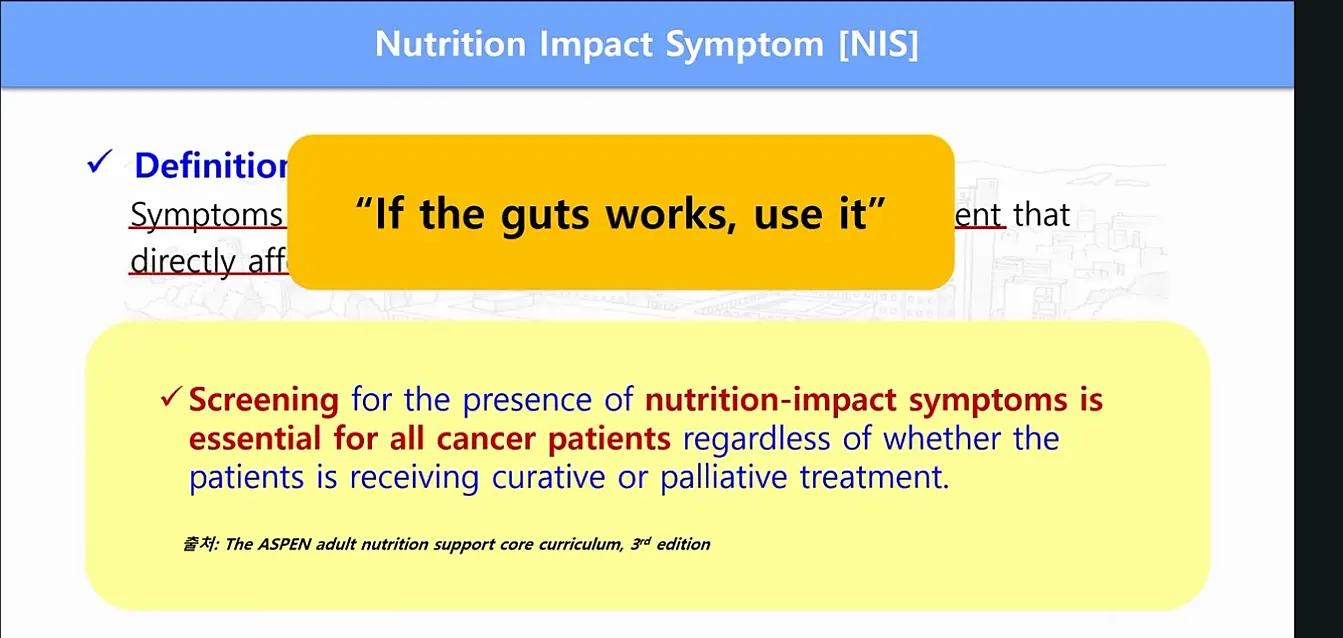 Nutrition Impact Symptom [NIS]
✓ Definition
"If the guts works, use it"
Symptoms that
directly
✓ Screening for the presence of nutrition-impact symptoms is
essential for all cancer patients regardless of whether the
patients is receiving curative or palliative treatment.
출처: The ASPEN adult nutrition support core curriculum, 3rd edition